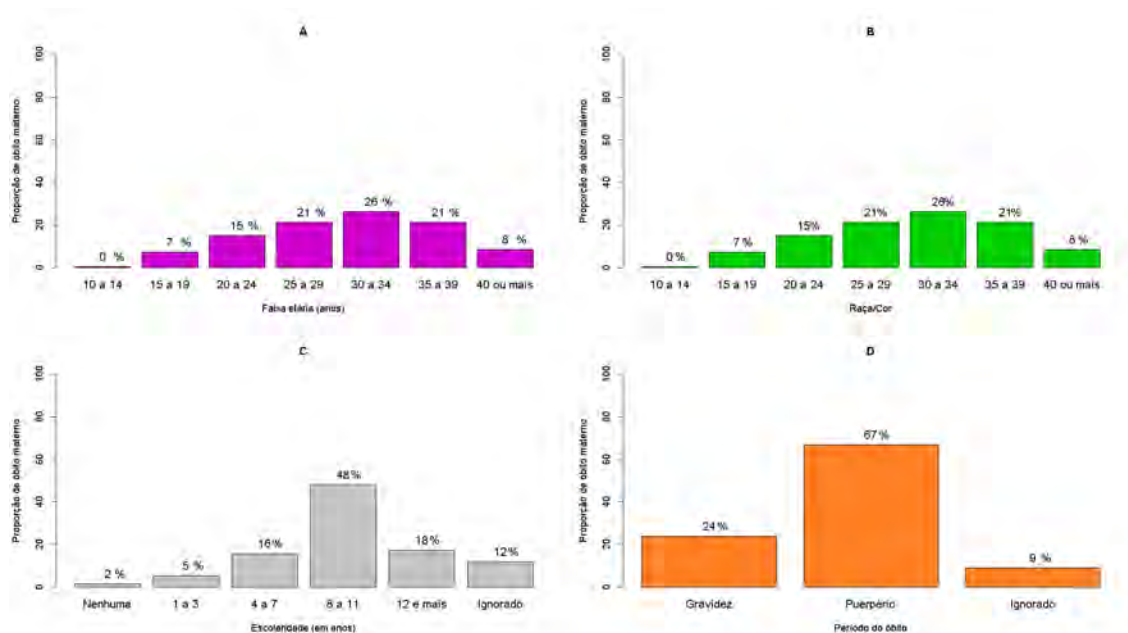 A
Proporção de óbito materno
100
80
60
40
20
0
0 %
7 %
15 %
21 %
26 %
21 %
8 %
10 a 14
15 a 19
20 a 24
25 a 29
30 a 34
35 a 39
40 ou mais
Faixa etária (anos)
B
Proporção de óbito materno
100
80
60
40
20
0
0 %
7 %
15%
21%
26%
21%
8 %
10 a 14
15 a 19
20 a 24
25 a 29
30 a 34
35 a 39
40 ou mais
Raça/Cor
C
Proporção de óbito materno
100
80
60
40
20
0
2 %
5 %
16%
48%
18%
12%
Nenhuma
1 a 3
4 a 7
8 a 11
12 e mais
Ignorado
Escolaridade (em anos)
D
Proporção de óbito materno
100
80
60
40
20
0
24%
67%
9 %
Gravidez
Puerpério
Ignorado
Período do óbito